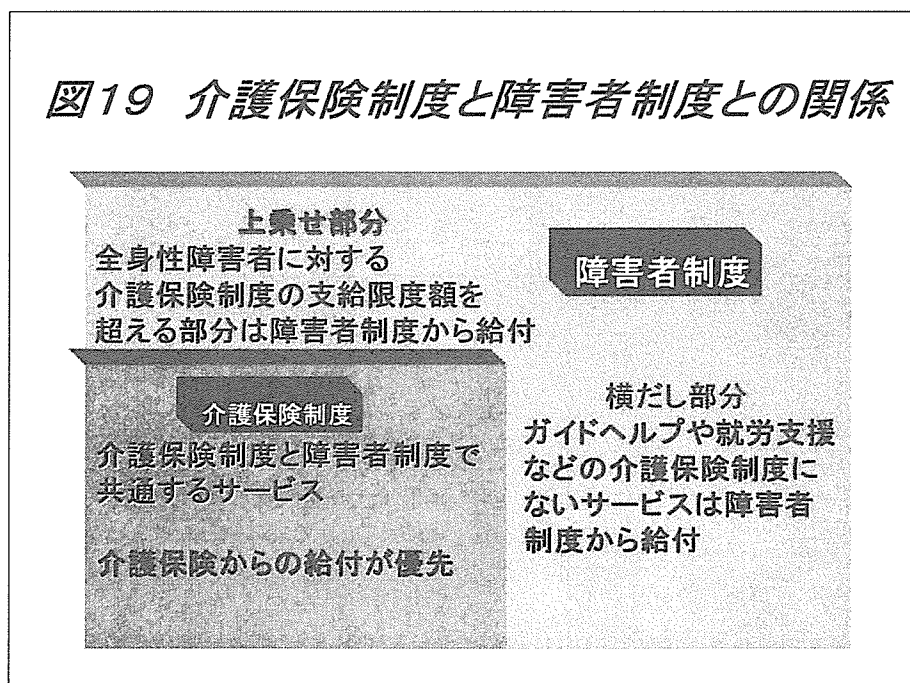 図19 介護保険制度と障害者制度との関係
上乗せ部分
全身性障害者に対する
介護保険制度の支給限度額を
超える部分は障害者制度から給付
障害者制度
介護保険制度
介護保険制度と障害者制度で
共通するサービス
介護保険からの給付が優先
横だし部分
ガイドヘルプや就労支援
などの介護保険制度に
ないサービスは障害者
制度から給付